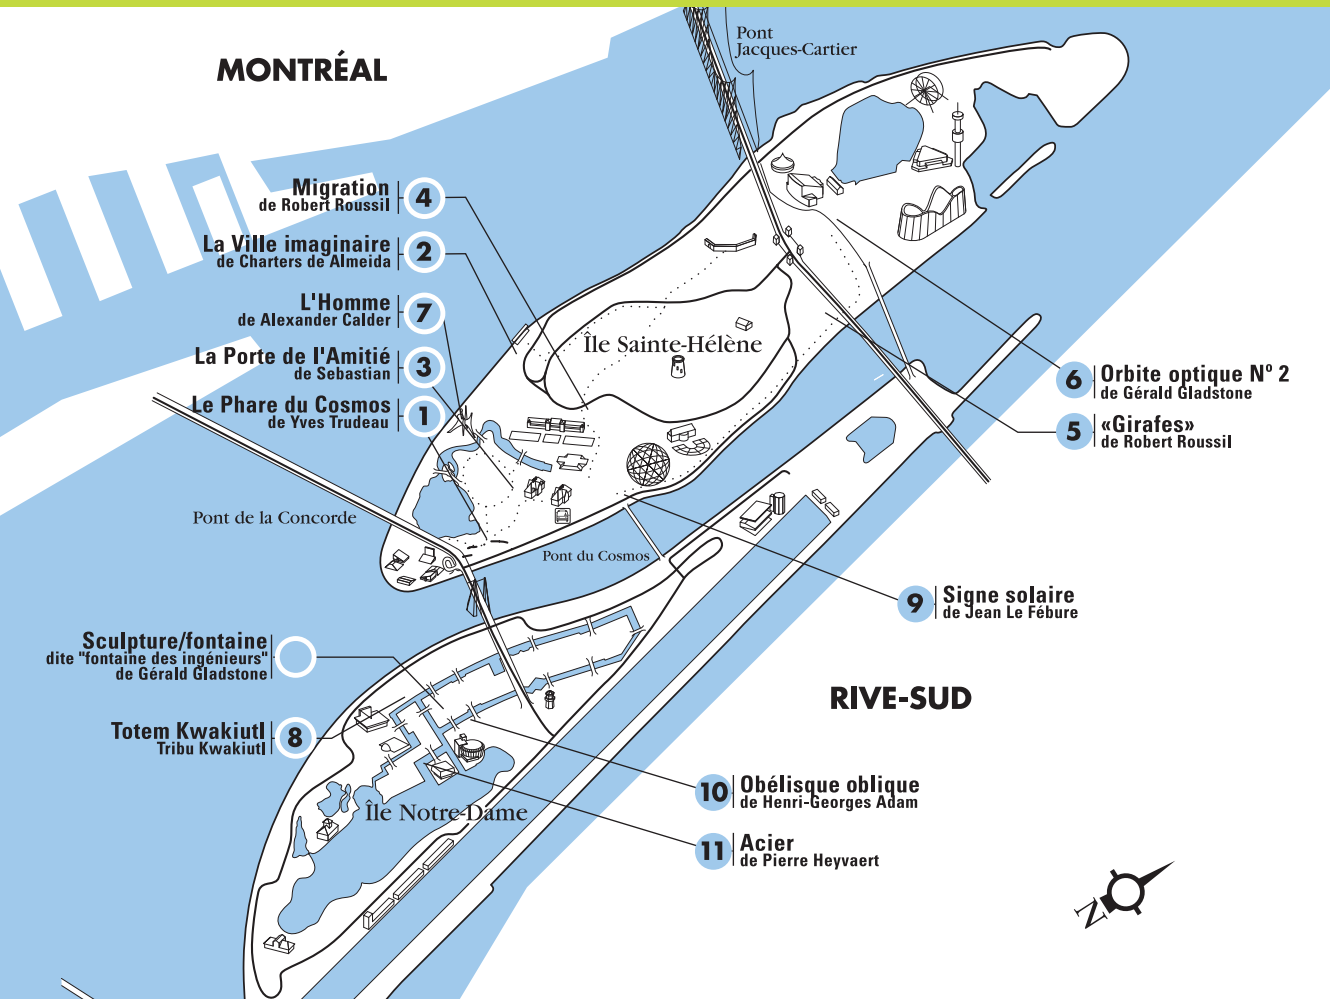 MONTRÉAL
Pont
Jacques-Cartier
Migration
de Robert Roussil
4
La Ville imaginaire
de Charters de Almeida
2
L'Homme
de Alexander Calder
7
La Porte de l'Amitié
de Sebastian
3
Le Phare du Cosmos
de Yves Trudeau
1
Île Sainte-Hélène
6
Orbite optique Nº 2
de Gérald Gladstone
5
«Girafes»
de Robert Roussil
Pont de la Concorde
Pont du Cosmos
9
Signe solaire
de Jean Le Fébure
Sculpture/fontaine
dite "fontaine des ingénieurs"
de Gérald Gladstone
RIVE-SUD
Totem Kwakiutl
Tribu Kwakiutl
8
10
Obélisque oblique
de Henri-Georges Adam
Île Notre-Dame
11
Acier
de Pierre Heyvaert
N